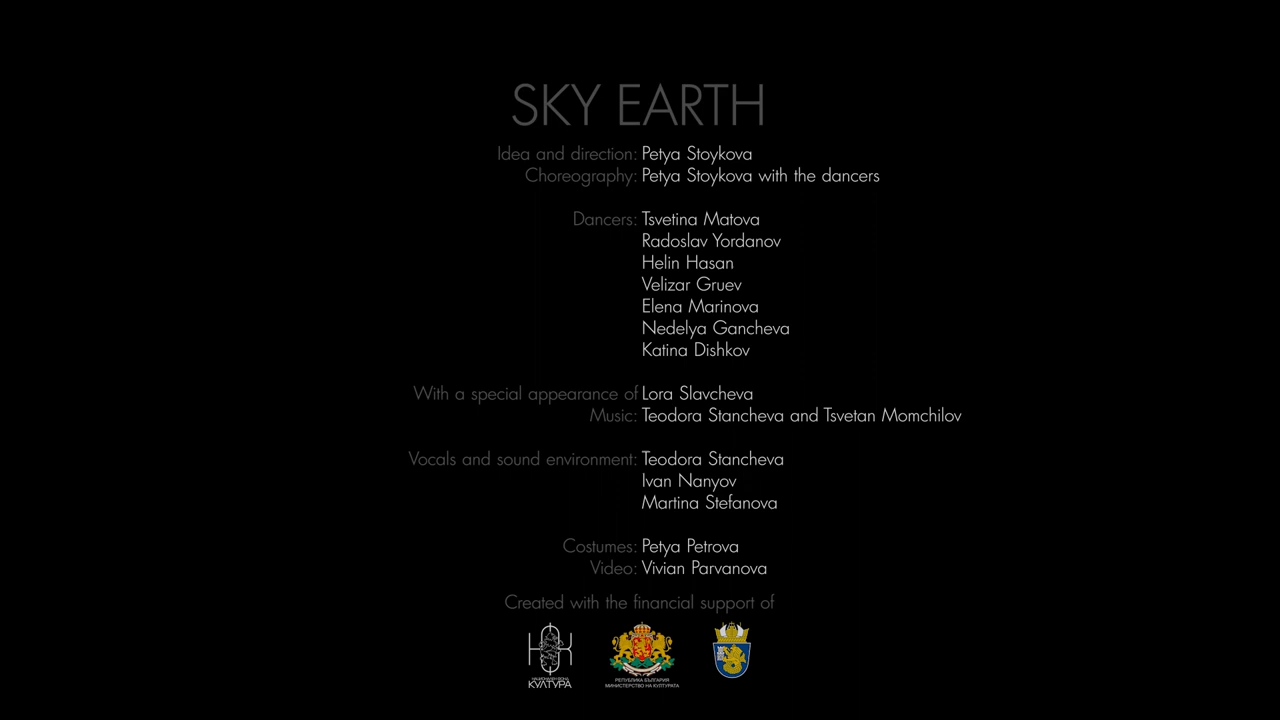 SKY EARTH
Idea and direction: Petya Stoykova
Choreography: Petya Stoykova with the dancers
Dancers: Tsvetina Matova
Radoslav Yordanov
Helin Hasan
Velizar Gruev
Elena Marinova
Nedelya Gancheva
Katina Dishkov
With a special appearance of Lora Slavcheva
Music: Teodora Stancheva and Tsvetan Momchilov
Vocals and sound environment: Teodora Stancheva
Ivan Nanyov
Martina Stefanova
Costumes: Petya Petrova
Video: Vivian Parvanova
Created with the financial support of
НАЦИОНАЛЕН ФОНД
КУЛТУРА
РЕПУБЛИКА БЪЛГАРИЯ
МИНИСТЕРСТВО НА КУЛТУРАТА